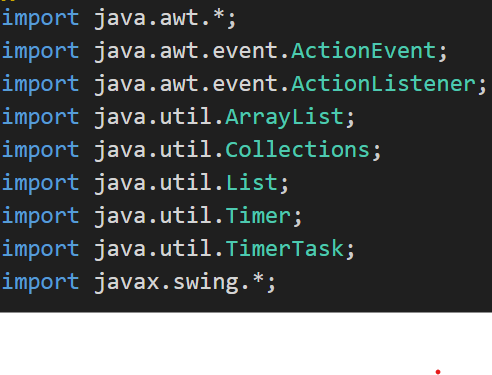 import java.awt.*;
import java.awt.event.ActionEvent;
import java.awt.event.ActionListener;
import java.util.ArrayList;
import java.util.Collections;
import java.util.List;
import java.util.Timer;
import java.util.TimerTask;
import javax.swing.*;